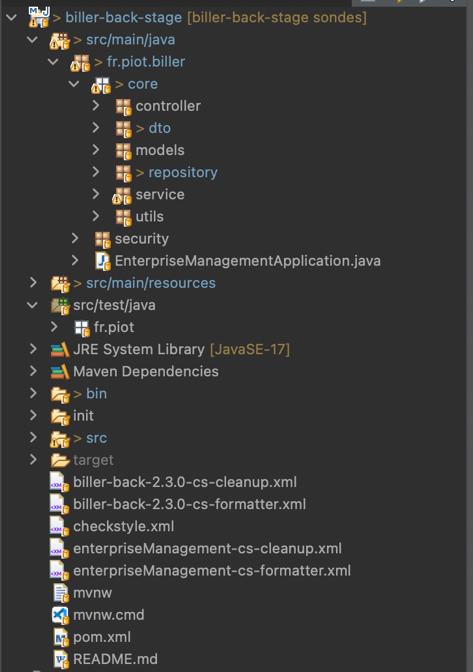 > biller-back-stage [biller-back-stage sondes]
> src/main/java
> fr.piot.biller
> core
controller
> dto
models
> repository
service
utils
security
EnterpriseManagementApplication.java
> src/main/resources
src/test/java
fr.piot
JRE System Library [JavaSE-17]
Maven Dependencies
> bin
init
> src
target
biller-back-2.3.0-cs-cleanup.xml
biller-back-2.3.0-cs-formatter.xml
checkstyle.xml
enterpriseManagement-cs-cleanup.xml
enterpriseManagement-cs-formatter.xml
mvnw
mvnw.cmd
pom.xml
README.md